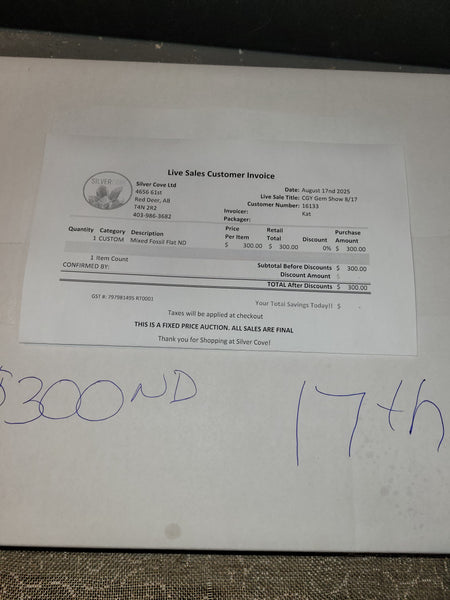 Live Sales Customer Invoice
SILVER
Silver Cove Ltd
4656 61st
Red Deer, AB
T4N 2R2
403-986-3682
Date: August 17nd 2025
Live Sale Title: CGY Gem Show 8/17
Customer Number: 16133
Invoicer: Kat
Packager:
Quantity Category Description Price Per Item Retail Total Discount Purchase Amount
1 CUSTOM Mixed Fossil Flat ND $ 300.00 $ 300.00 0% $ 300.00
1 Item Count
CONFIRMED BY:
Subtotal Before Discounts $ 300.00
Discount Amount $
TOTAL After Discounts $ 300.00
GST #: 797981495 RT0001
Your Total Savings Today!! $ -
Taxes will be applied at checkout
THIS IS A FIXED PRICE AUCTION. ALL SALES ARE FINAL
Thank you for Shopping at Silver Cove!
$300ND 17th